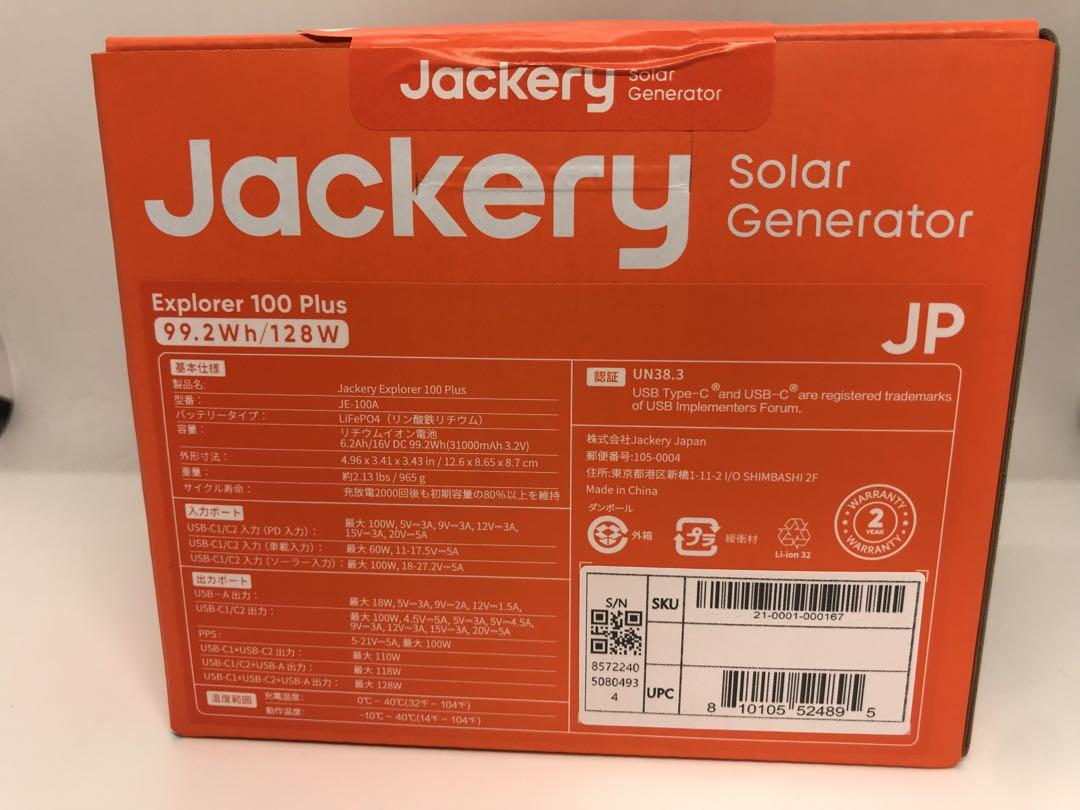 Jackery Solar Generator
Jackery Solar Generator
Explorer 100 Plus
99.2Wh/128W
JP
基本仕様
製品名: Jackery Explorer 100 Plus
型番: JE-100A
バッテリータイプ: LiFePO4（リン酸鉄リチウム）
容量: リチウムイオン電池
6.2Ah/16V DC 99.2Wh(31000mAh 3.2V)
外形寸法: 4.96 x 3.41 x 3.43 in / 12.6 x 8.65 x 8.7 cm
重量: 約2.13 lbs / 965 g
サイクル寿命: 充放電2000回後も初期容量の80%以上を維持
入力ポート
USB-C1/C2 入力 (PD 入力): 最大 100W, 5V⎓3A, 9V⎓3A, 12V⎓3A,
15V⎓3A, 20V⎓5A
USB-C1/C2 入力 (車載入力): 最大 60W, 11-17.5V⎓5A
USB-C1/C2 入力 (ソーラー入力): 最大 100W, 18-27.2V⎓5A
出力ポート
USB-A 出力: 最大 18W, 5V⎓3A, 9V⎓2A, 12V⎓1.5A,
USB-C1/C2 出力: 最大 100W, 4.5V⎓5A, 5V⎓3A, 5V⎓4.5A,
9V⎓3A, 12V⎓3A, 15V⎓3A, 20V⎓5A
PPS: 5-21V⎓5A, 最大 100W
USB-C1+USB-C2 出力: 最大 110W
USB-C1/C2+USB-A 出力: 最大 118W
USB-C1+USB-C2+USB-A 出力: 最大 128W
温度範囲 充電温度: 0℃ ~ 40℃(32℉ ~ 104℉)
動作温度: -10℃ ~ 40℃(14℉ ~ 104℉)
認証 UN38.3
USB Type-C® and USB-C® are registered trademarks
of USB Implementers Forum.
株式会社Jackery Japan
郵便番号:105-0004
住所:東京都港区新橋1-11-2 I/O SHIMBASHI 2F
Made in China
ダンボール
外箱
プラ
緩衝材
Li-ion 32
WARRANTY
2
YEAR
WARRANTY
S/N
8572240
5080493
4
SKU
21-0001-000167
UPC
8 10105 52489 5